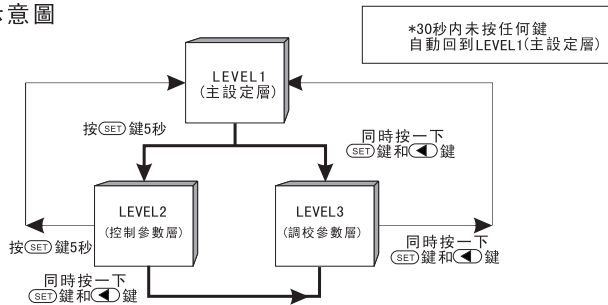 意圖
*30秒内未按任何鍵
自動回到LEVEL1(主設定層)
LEVEL1
(主設定層)
按SET鍵5秒
同時按一下
SET鍵和◀鍵
LEVEL2
(控制參數層)
LEVEL3
(調校參數層)
按SET鍵5秒
同時按一下
SET鍵和◀鍵
同時按一下
SET鍵和◀鍵